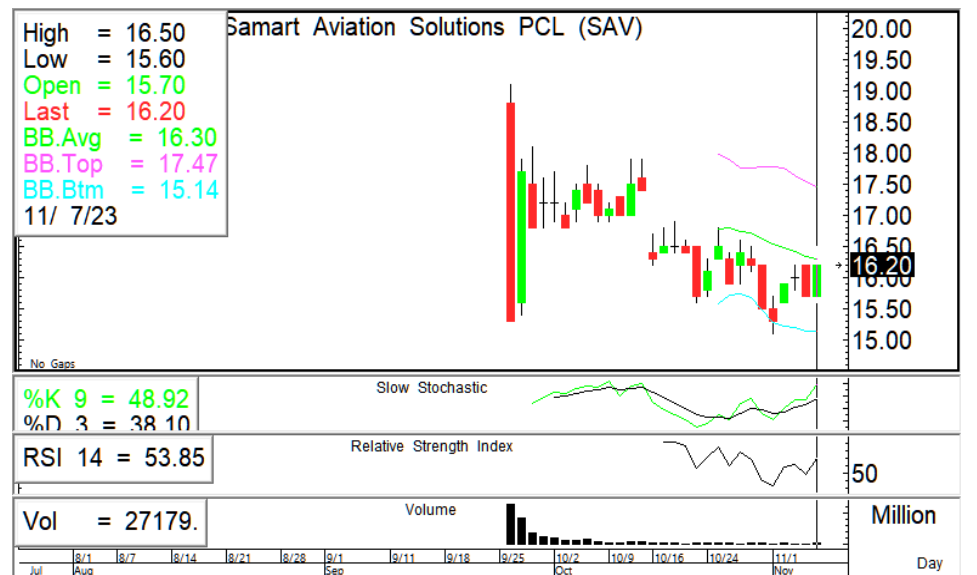 Samart Aviation Solutions PCL (SAV)
High = 16.50
Low = 15.60
Open = 15.70
Last = 16.20
BB.Avg = 16.30
BB.Top = 17.47
BB.Btm = 15.14
11/ 7/23
20.00
19.50
19.00
18.50
18.00
17.50
17.00
16.50
16.20
15.50
15.00
No Gaps
Slow Stochastic
%K 9 = 48.92
%D 3 = 38.10
Relative Strength Index
RSI 14 = 53.85
50
Volume
Vol = 27179.
Million
8/1 8/7 8/14 8/21 8/28 9/1 9/11 9/18 9/25 10/2 10/9 10/16 10/24 11/1
Jul Aug Sep Oct Nov Day